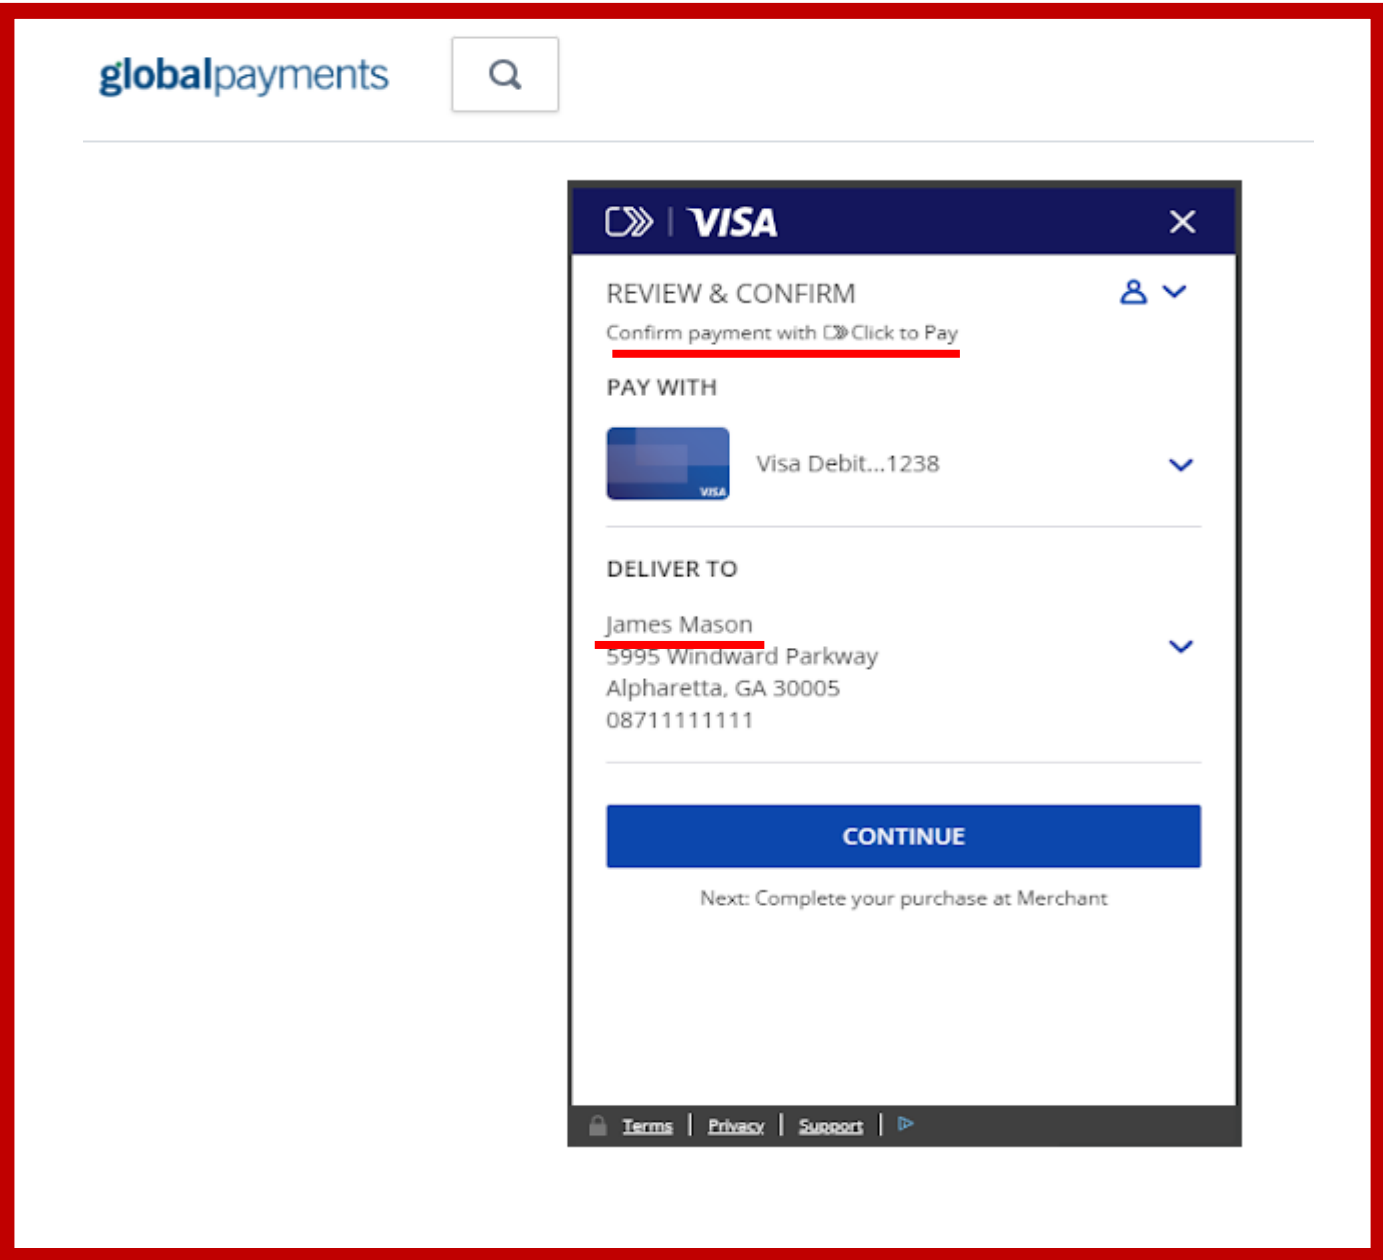 globalpayments
VISA
REVIEW & CONFIRM
Confirm payment with Click to Pay
PAY WITH
VISA
Visa Debit...1238
DELIVER TO
James Mason
5995 Windward Parkway
Alpharetta, GA 30005
08711111111
CONTINUE
Next: Complete your purchase at Merchant
Terms | Privacy | Support |